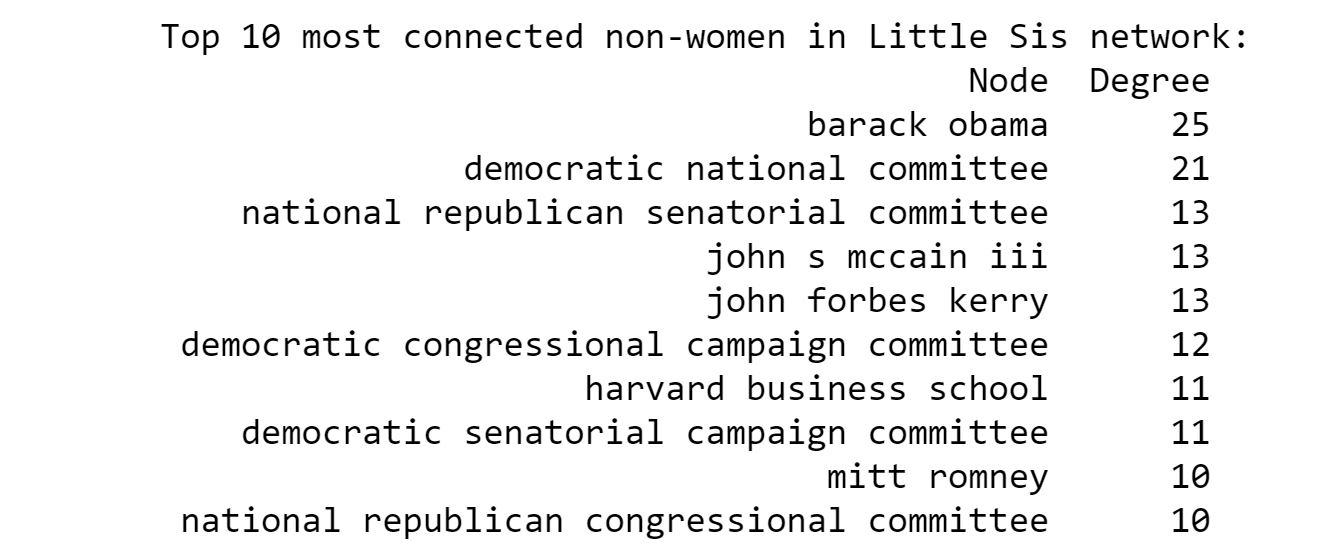 Top 10 most connected non-women in Little Sis network:
Node Degree
barack obama 25
democratic national committee 21
national republican senatorial committee 13
john s mccain iii 13
john forbes kerry 13
democratic congressional campaign committee 12
harvard business school 11
democratic senatorial campaign committee 11
mitt romney 10
national republican congressional committee 10